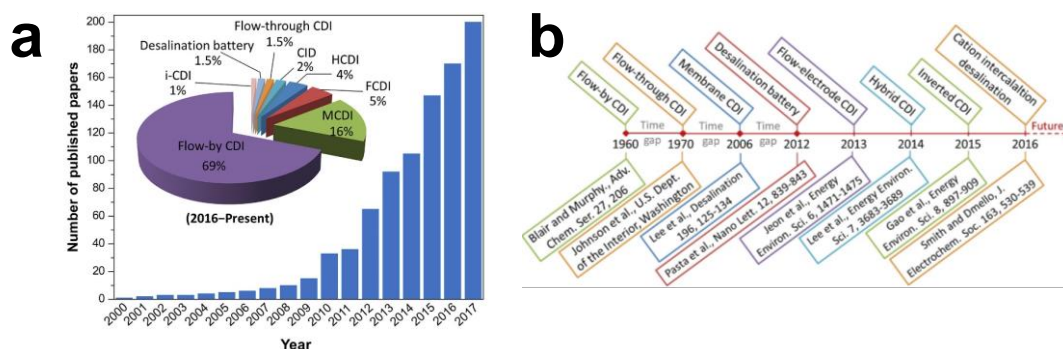 a
Number of published papers
200
180
160
140
120
100
80
60
40
20
0
2000
2001
2002
2003
2004
2005
2006
2007
2008
2009
2010
2011
2012
2013
2014
2015
2016
2017
Year
Flow-through CDI
1.5%
Desalination battery
1.5%
CID
2%
HCDI
4%
i-CDI
1%
FCDI
5%
MCDI
16%
Flow-by CDI
69%
(2016–Present)
b
Flow-by CDI
Flow-through CDI
Membrane CDI
Desalination battery
Flow-electrode CDI
Hybrid CDI
Inverted CDI
Cation intercaltion
desalination
Time
gap
Time
gap
Time
gap
Future
1960
1970
2006
2012
2013
2014
2015
2016
Blair and Murphy., Adv.
Chem. Ser. 27, 206
Johnson et al., U.S. Dept.
of the Interior, Washington
Lee et al., Desalination
196, 125-134
Pasta et al., Nano Lett. 12, 839-843
Jeon et al., Energy
Environ. Sci. 6, 1471-1475
Lee et al., Energy Environ.
Sci. 7, 3683-3689
Gao et al., Energy
Environ. Sci. 8, 897-909
Smith and Dmello, J.
Electrochem. Soc. 163, 530-539